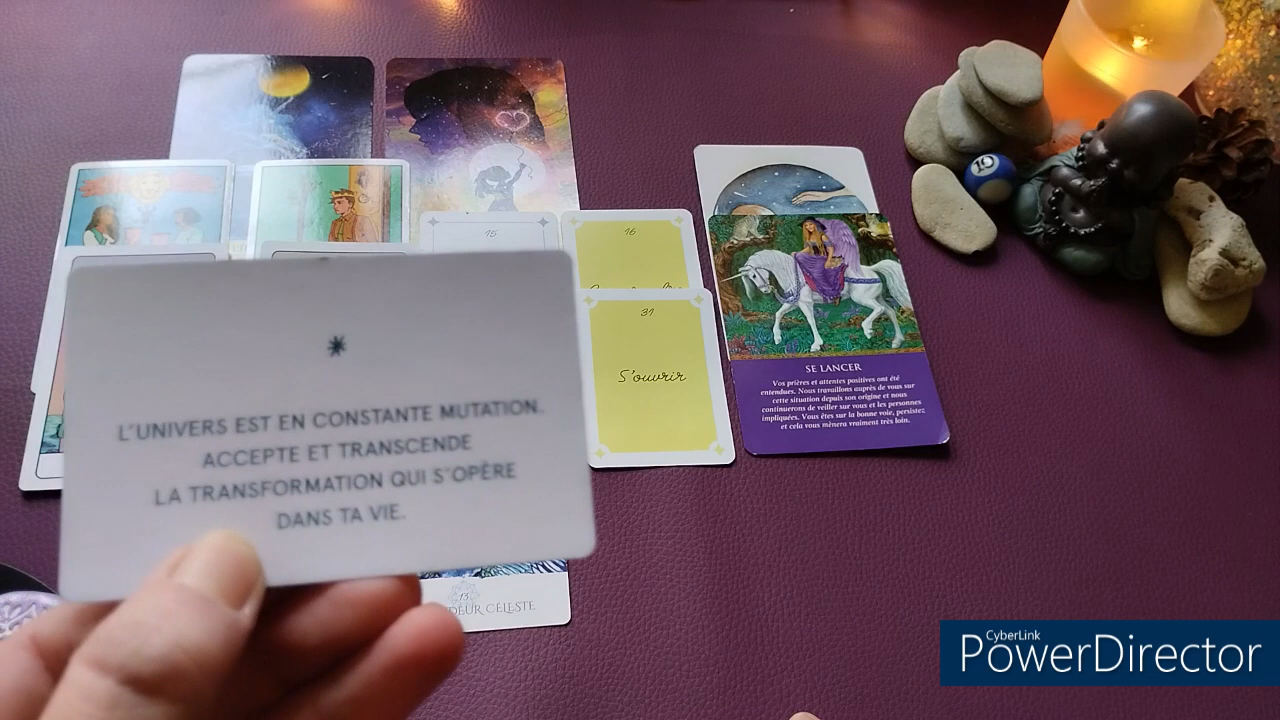 15
16
31
S'ouvrir
SE LANCER
Vos prières et attentes positives ont été
entendues. Nous travaillons auprès de vous sur
cette situation depuis son origine et nous
continuerons de veiller sur vous et les personnes
impliquées. Vous êtes sur la bonne voie, persistez
et cela vous mènera vraiment très loin.
*
L'UNIVERS EST EN CONSTANTE MUTATION.
ACCEPTE ET TRANSCENDE
LA TRANSFORMATION QUI S'OPÈRE
DANS TA VIE.
13
DEUR CÉLESTE
10
CyberLink
PowerDirector